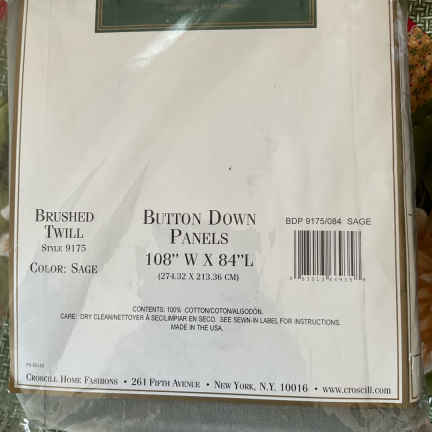 BRUSHED
TWILL
STYLE 9175
COLOR: SAGE
BUTTON DOWN
PANELS
108" W X 84"L
(274.32 X 213.36 CM)
BDP 9175/084 SAGE
CONTENTS: 100% COTTON/COTON/ALGODÓN.
CARE: DRY CLEAN/NETTOYER À SEC/LIMPIAR EN SECO. SEE SEWN-IN LABEL FOR INSTRUCTIONS.
MADE IN THE USA.
CROSCILL HOME FASHIONS • 261 FIFTH AVENUE • NEW YORK, N.Y. 10016 • www.croscill.com